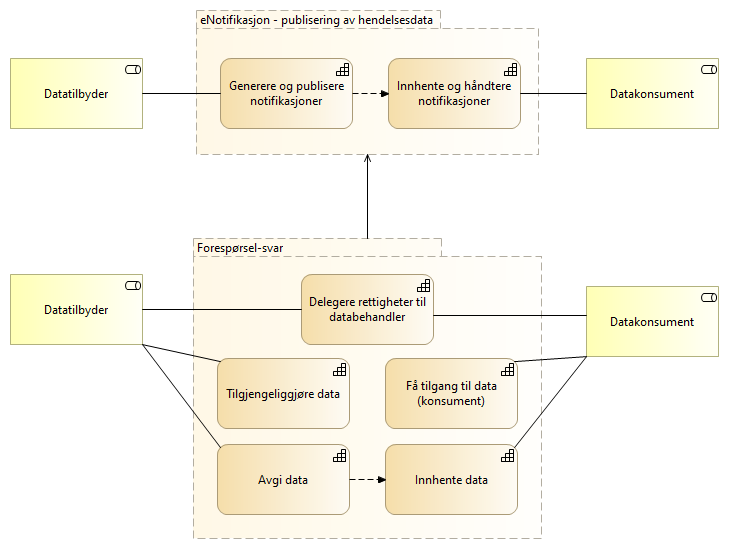 eNotifikasjon - publisering av hendelsesdata
Datatilbyder
Generere og publisere
notifikasjoner
Innhente og håndtere
notifikasjoner
Datakonsument
Forespørsel-svar
Datatilbyder
Delegere rettigheter til
databehandler
Datakonsument
Tilgjengeliggjøre data
Få tilgang til data
(konsument)
Avgi data
Innhente data